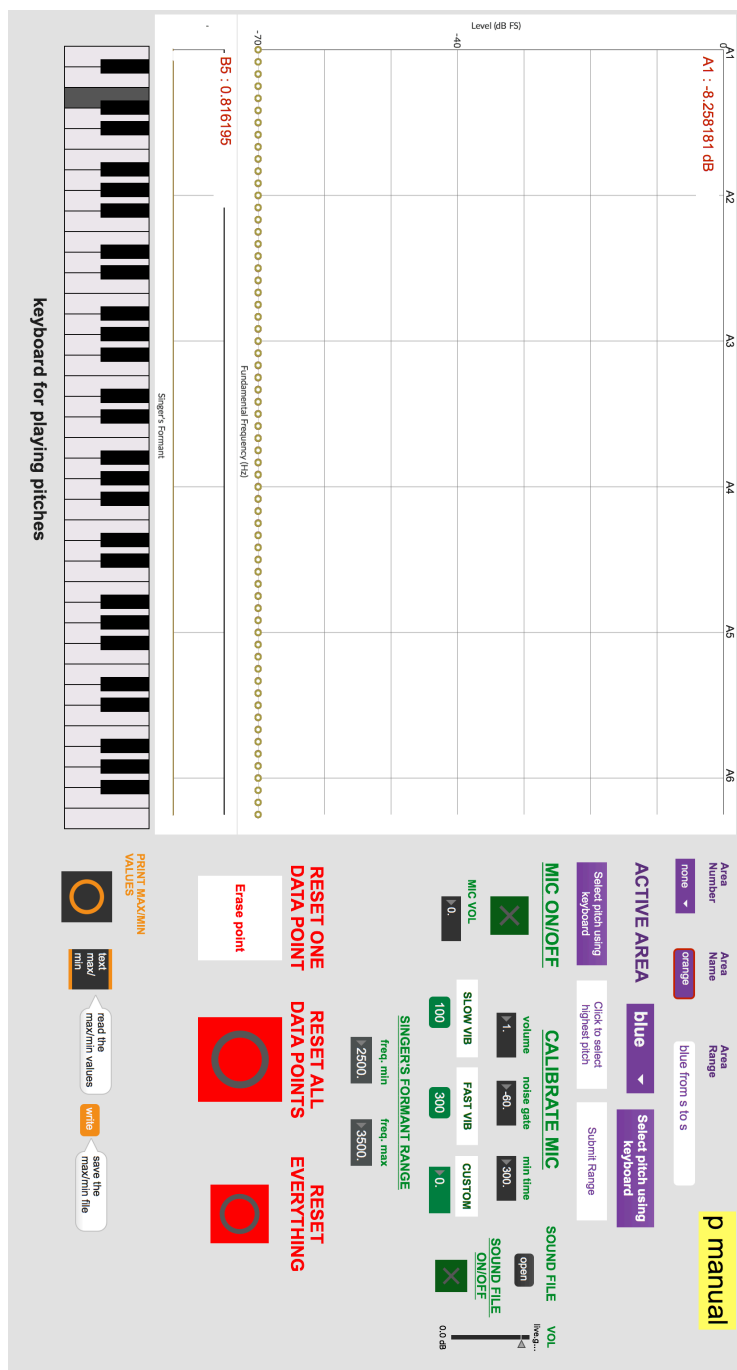 A1 : -8.258181 dB
Level (dB FS)
0
-40
-70
A1
A2
A3
A4
A5
A6
Fundamental Frequency (Hz)
B5 : 0.816195
-
Singer's Formant
keyboard for playing pitches
p manual
Area
Number
none
Area
Name
orange
Area
Range
blue from s to s
ACTIVE AREA
blue
Select pitch using
keyboard
Select pitch using
keyboard
Click to select
highest pitch
Submit Range
MIC ON/OFF
MIC VOL
0.
CALIBRATE MIC
volume
1.
noise gate
-60.
min time
300.
SLOW VIB
100
FAST VIB
300
CUSTOM
0.
SINGER'S FORMANT RANGE
freq. min
2500.
freq. max
3500.
SOUND FILE
open
SOUND FILE
ON/OFF
VOL
live.g...
0.0 dB
RESET ONE
DATA POINT
Erase point
RESET ALL
DATA POINTS
RESET
EVERYTHING
PRINT MAX/MIN
VALUES
text
max/
min
read the
max/min values
write
save the
max/min file